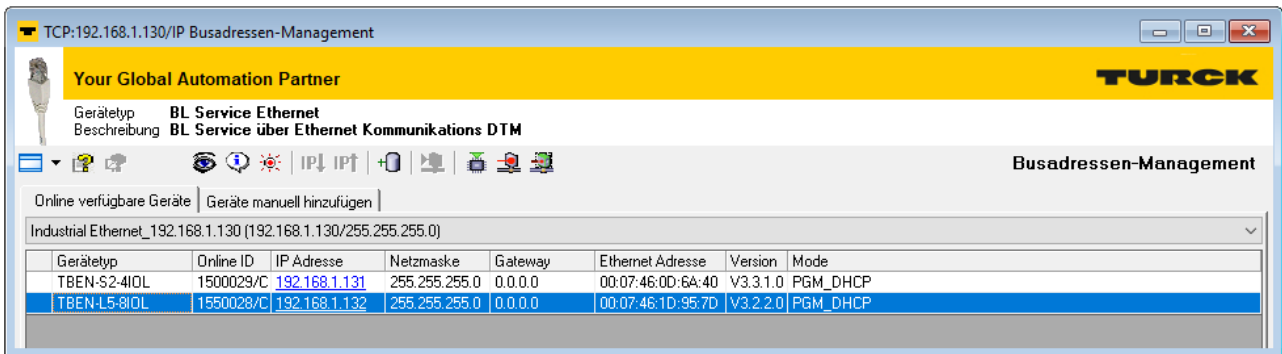 TCP:192.168.1.130/IP Busadressen-Management
Your Global Automation Partner
TURCK
Gerätetyp BL Service Ethernet
Beschreibung BL Service über Ethernet Kommunikations DTM
IP IP
Busadressen-Management
Online verfügbare Geräte Geräte manuell hinzufügen
Industrial Ethernet_192.168.1.130 (192.168.1.130/255.255.255.0)
Gerätetyp Online ID IP Adresse Netzmaske Gateway Ethernet Adresse Version Mode
TBEN-S2-4IOL 1500029/C 192.168.1.131 255.255.255.0 0.0.0.0 00:07:46:0D:6A:40 V3.3.1.0 PGM_DHCP
TBEN-L5-8IOL 1550028/C 192.168.1.132 255.255.255.0 0.0.0.0 00:07:46:1D:95:7D V3.2.2.0 PGM_DHCP